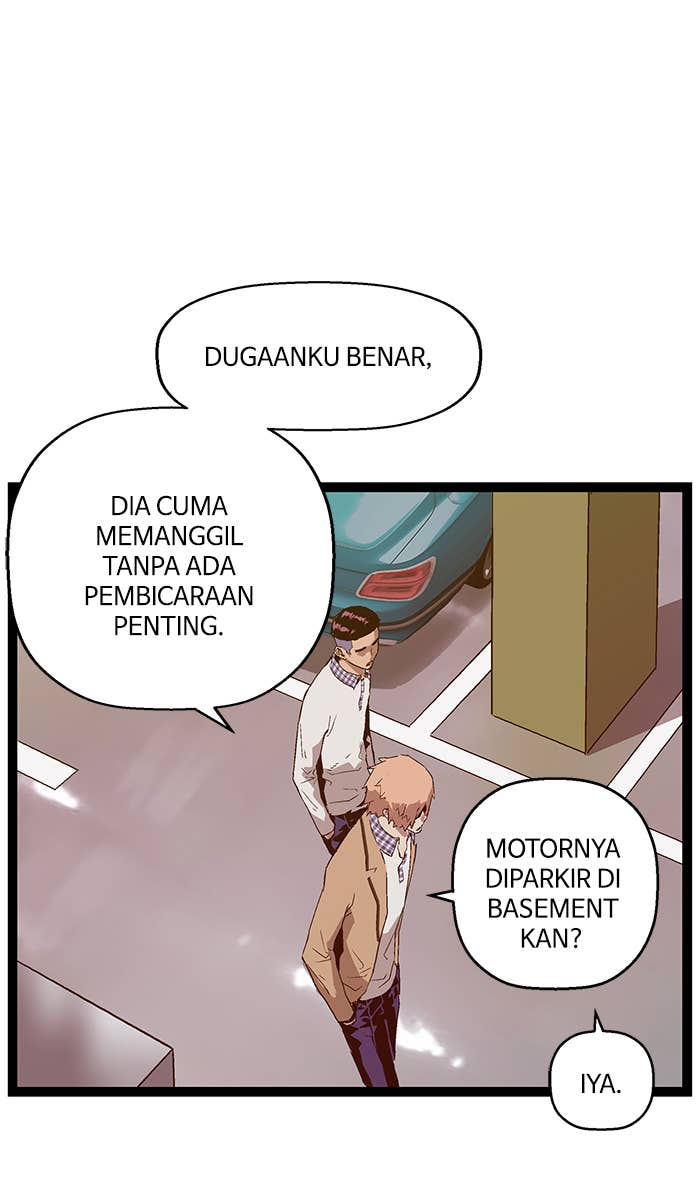 DUGAANKU BENAR,
DIA CUMA
MEMANGGIL
TANPA ADA
PEMBICARAAN
PENTING.
MOTORNYA
DIPARKIR DI
BASEMENT
KAN?
IYA.